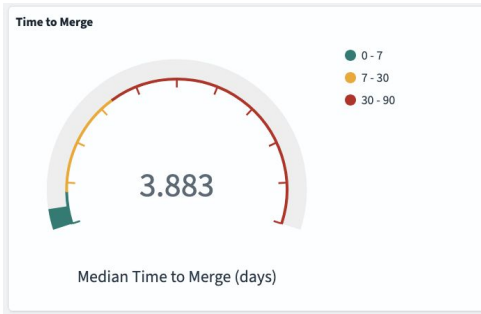 Time to Merge
0 - 7
7 - 30
30 - 90
3.883
Median Time to Merge (days)